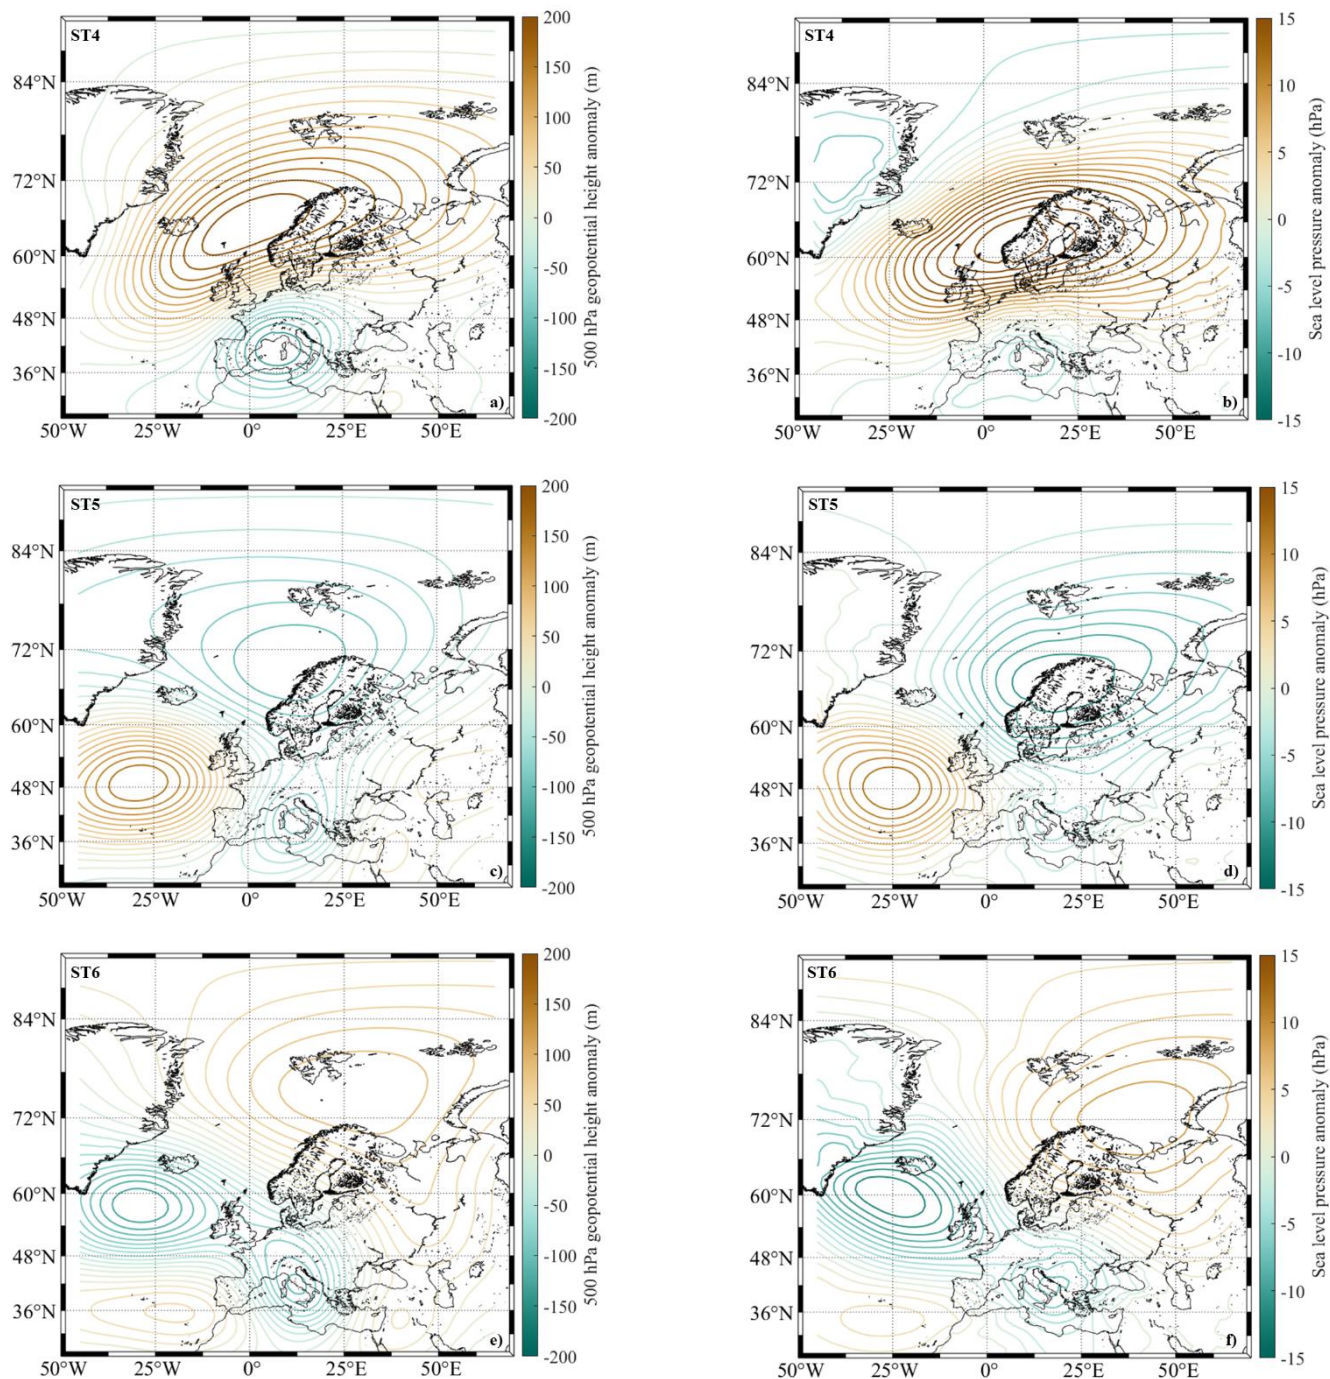 ST4
84°N
72°N
60°N
48°N
36°N
50°W 25°W 0° 25°E 50°E
a)
200
150
100
50
0
-50
-100
-150
-200
500 hPa geopotential height anomaly (m)
ST4
84°N
72°N
60°N
48°N
36°N
50°W 25°W 0° 25°E 50°E
b)
15
10
5
0
-5
-10
-15
Sea level pressure anomaly (hPa)
ST5
84°N
72°N
60°N
48°N
36°N
50°W 25°W 0° 25°E 50°E
c)
200
150
100
50
0
-50
-100
-150
-200
500 hPa geopotential height anomaly (m)
ST5
84°N
72°N
60°N
48°N
36°N
50°W 25°W 0° 25°E 50°E
d)
15
10
5
0
-5
-10
-15
Sea level pressure anomaly (hPa)
ST6
84°N
72°N
60°N
48°N
36°N
50°W 25°W 0° 25°E 50°E
e)
200
150
100
50
0
-50
-100
-150
-200
500 hPa geopotential height anomaly (m)
ST6
84°N
72°N
60°N
48°N
36°N
50°W 25°W 0° 25°E 50°E
f)
15
10
5
0
-5
-10
-15
Sea level pressure anomaly (hPa)